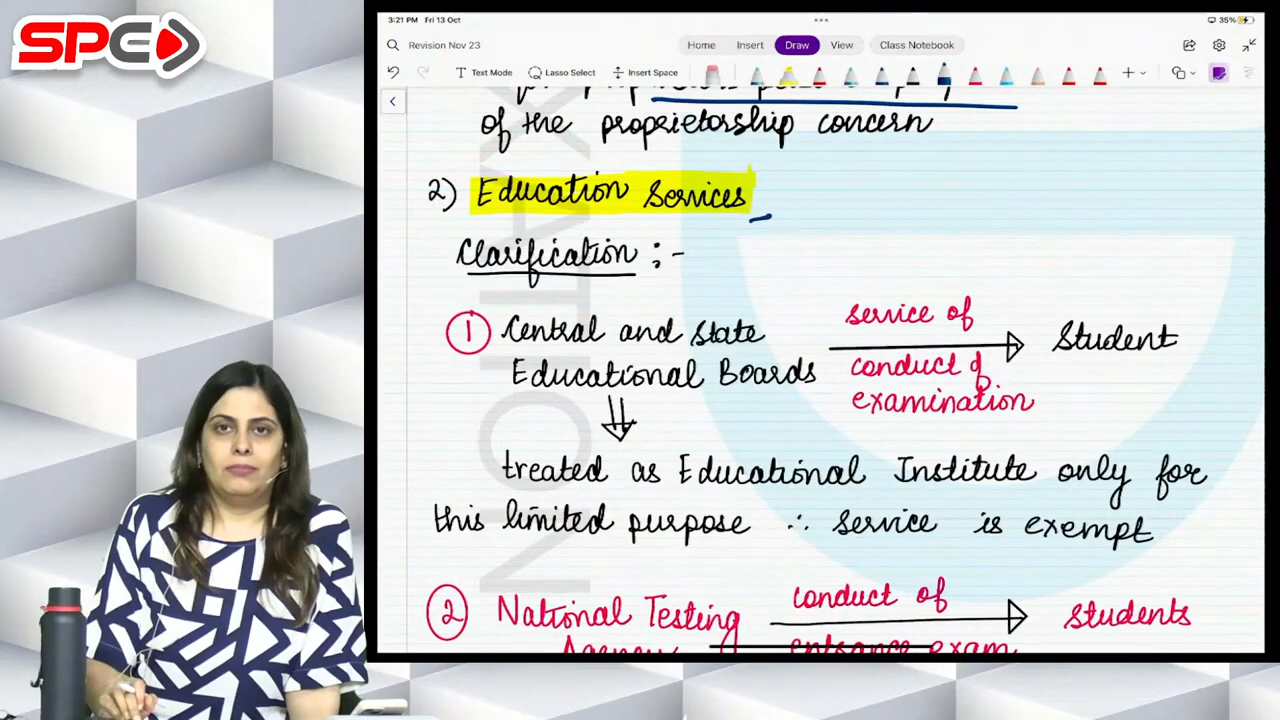 SPE
3:21 PM Fri 13 Oct
35%
Revision Nov 23
Home Insert Draw View Class Notebook
Text Mode Lasso Select Insert Space
of the proprietorship concern
2) Education Services
Clarification :-
1 Central and State Educational Boards
service of conduct of examination
Student
treated as Educational Institute only for
this limited purpose ∴ service is exempt
2 National Testing Agency
conduct of entrance exam
Students